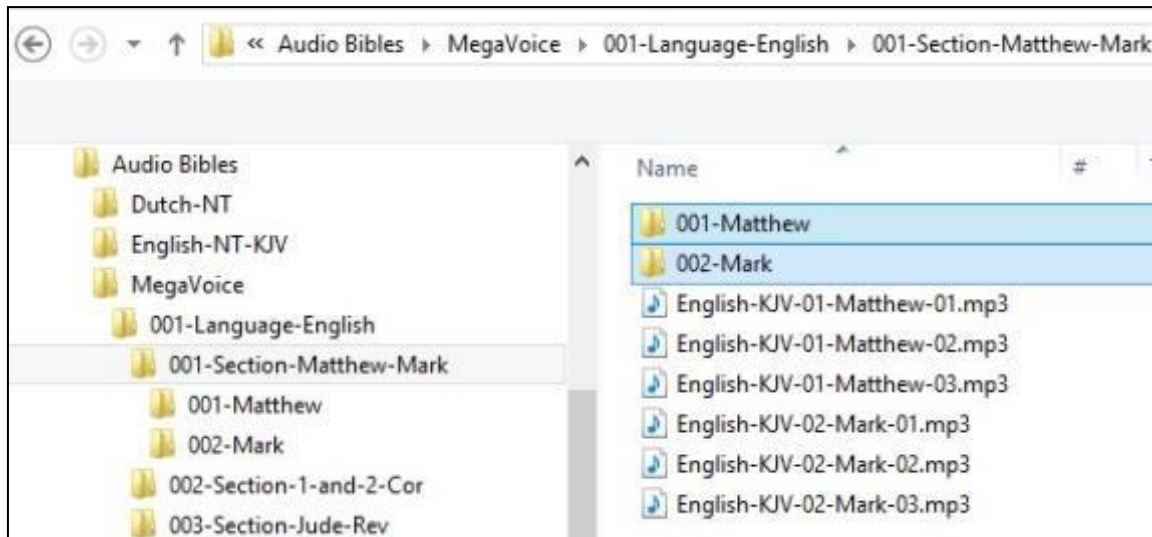 « Audio Bibles MegaVoice 001-Language-English 001-Section-Matthew-Mark
Audio Bibles
Dutch-NT
English-NT-KJV
MegaVoice
001-Language-English
001-Section-Matthew-Mark
001-Matthew
002-Mark
002-Section-1-and-2-Cor
003-Section-Jude-Rev
Name #
001-Matthew
002-Mark
English-KJV-01-Matthew-01.mp3
English-KJV-01-Matthew-02.mp3
English-KJV-01-Matthew-03.mp3
English-KJV-02-Mark-01.mp3
English-KJV-02-Mark-02.mp3
English-KJV-02-Mark-03.mp3